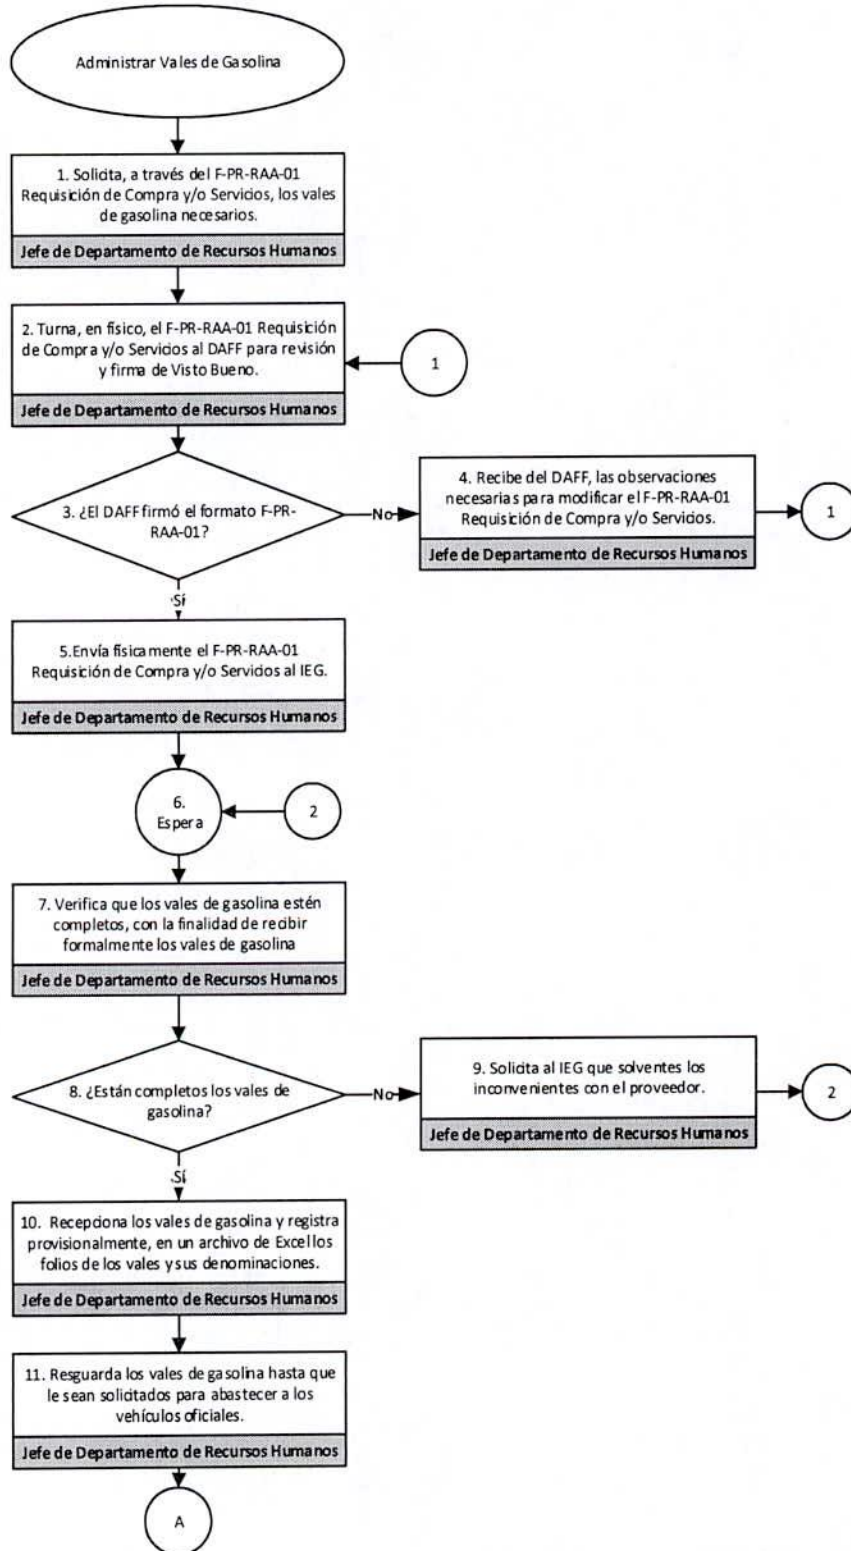 Administrar Vales de Gasolina
1. Solicita, a través del F-PR-RAA-01
Requisición de Compra y/o Servicios, los vales
de gasolina necesarios.
Jefe de Departamento de Recursos Humanos
2. Turna, en físico, el F-PR-RAA-01 Requisición
de Compra y/o Servicios al DAFF para revisión
y firma de Visto Bueno.
Jefe de Departamento de Recursos Humanos
1
3. ¿El DAFF firmó el formato F-PR-
RAA-01?
No
4. Recibe del DAFF, las observaciones
necesarias para modificar el F-PR-RAA-01
Requisición de Compra y/o Servicios.
Jefe de Departamento de Recursos Humanos
1
Sí
5.Envía físicamente el F-PR-RAA-01
Requisición de Compra y/o Servicios al IEG.
Jefe de Departamento de Recursos Humanos
6.
Espera
2
7. Verifica que los vales de gasolina estén
completos, con la finalidad de recibir
formalmente los vales de gasolina
Jefe de Departamento de Recursos Humanos
8. ¿Están completos los vales de
gasolina?
No
9. Solicita al IEG que solventes los
inconvenientes con el proveedor.
Jefe de Departamento de Recursos Humanos
2
Sí
10. Recepciona los vales de gasolina y registra
provisionalmente, en un archivo de Excel los
folios de los vales y sus denominaciones.
Jefe de Departamento de Recursos Humanos
11. Resguarda los vales de gasolina hasta que
le sean solicitados para abastecer a los
vehículos oficiales.
Jefe de Departamento de Recursos Humanos
A